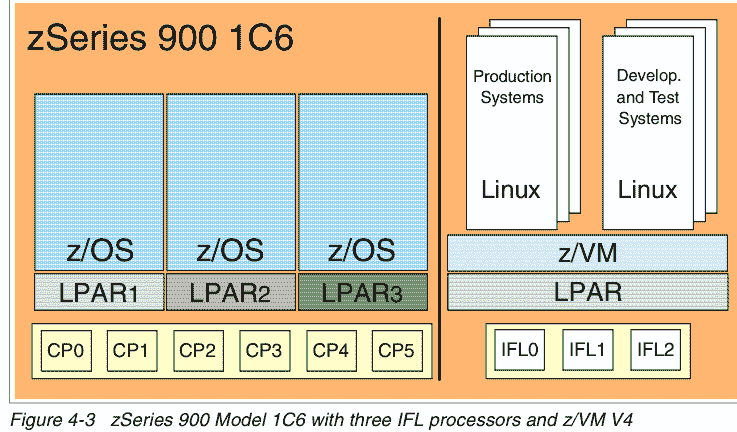 zSeries 900 1C6
z/OS
z/OS
z/OS
LPAR1
LPAR2
LPAR3
CP0
CP1
CP2
CP3
CP4
CP5
Production
Systems
Linux
Develop.
and Test
Systems
Linux
z/VM
LPAR
IFL0
IFL1
IFL2
Figure 4-3 zSeries 900 Model 1C6 with three IFL processors and z/VM V4